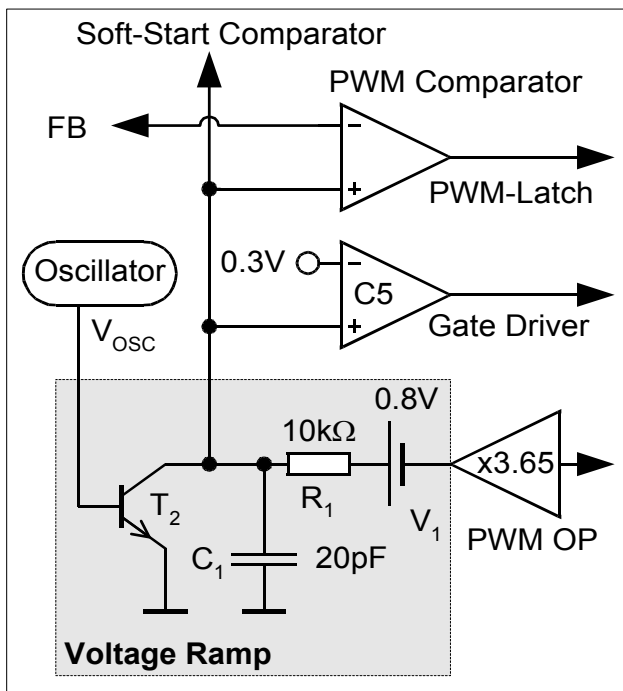 Soft-Start Comparator
PWM Comparator
FB
−
+
PWM-Latch
Oscillator
0.3V
−
C5
+
Gate Driver
VOSC
0.8V
10kΩ
x3.65
T2
R1
V1
PWM OP
C1
20pF
Voltage Ramp